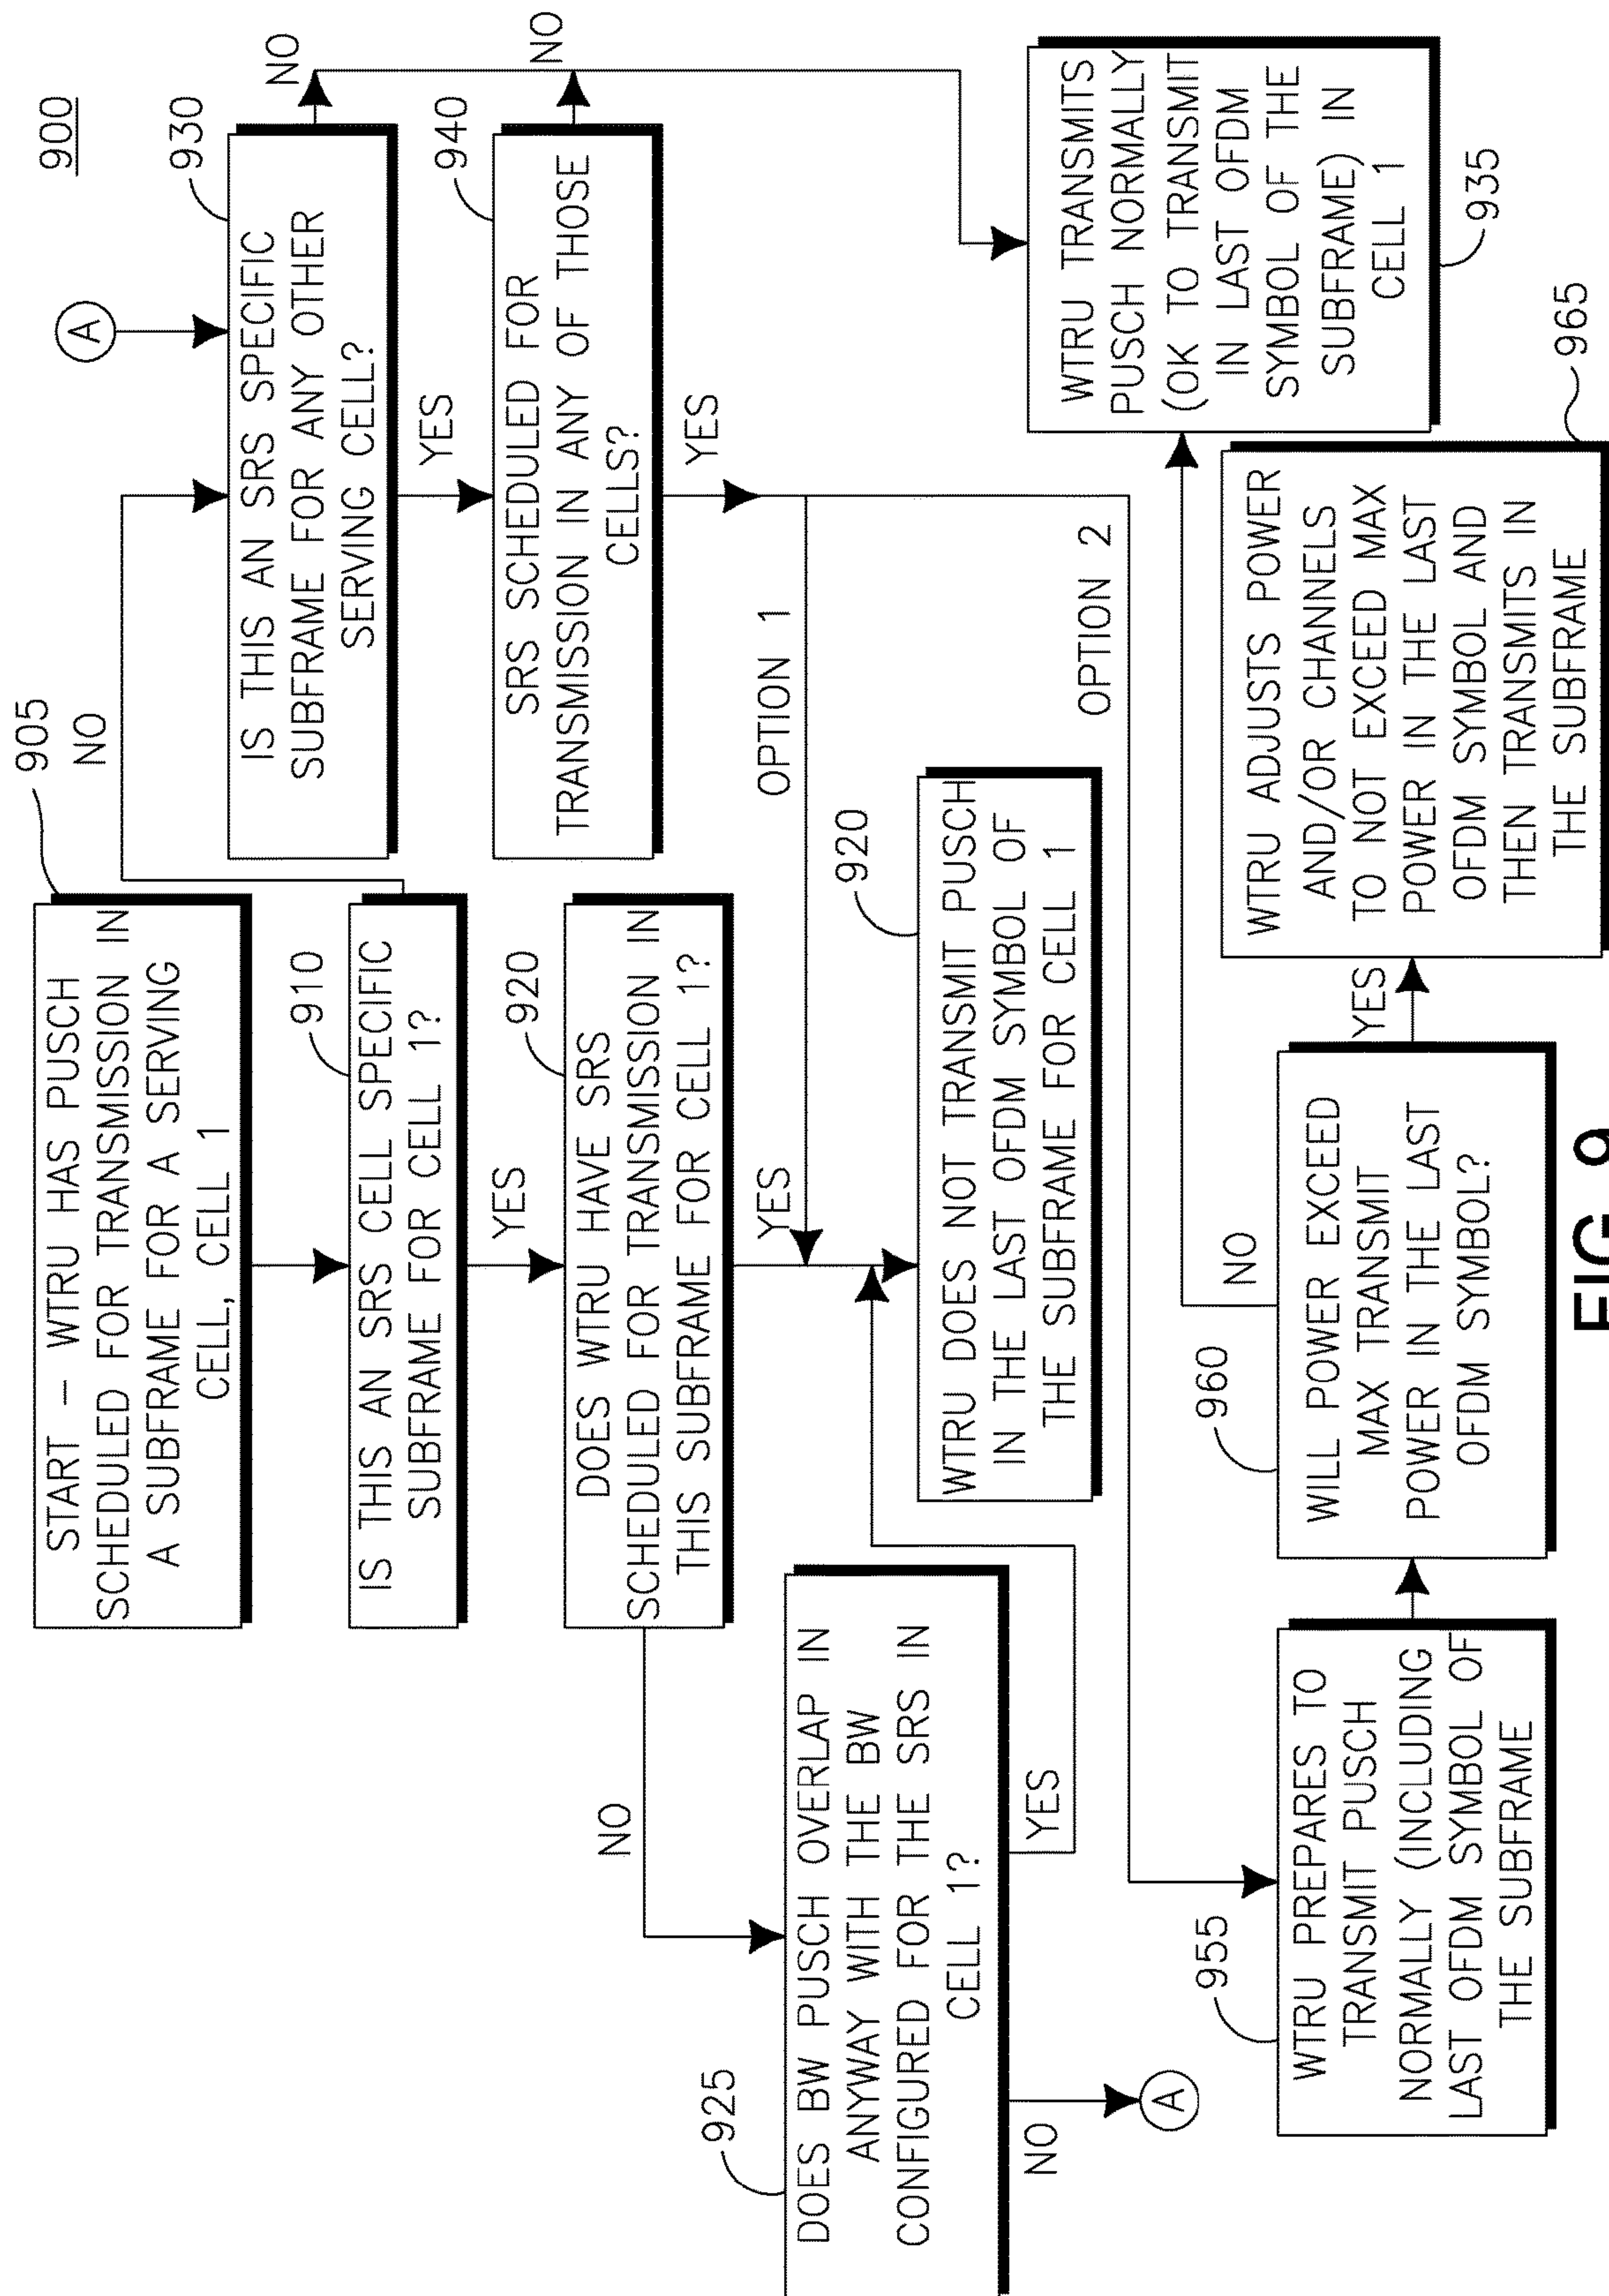 900
905
START – WTRU HAS PUSCH
SCHEDULED FOR TRANSMISSION IN
A SUBFRAME FOR A SERVING
CELL, CELL 1
910
IS THIS AN SRS CELL SPECIFIC
SUBFRAME FOR CELL 1?
NO
YES
920
DOES WTRU HAVE SRS
SCHEDULED FOR TRANSMISSION IN
THIS SUBFRAME FOR CELL 1?
NO
YES
925
DOES BW PUSCH OVERLAP IN
ANYWAY WITH THE BW
CONFIGURED FOR THE SRS IN
CELL 1?
NO
A
YES
920
WTRU DOES NOT TRANSMIT PUSCH
IN THE LAST OFDM SYMBOL OF
THE SUBFRAME FOR CELL 1
A
930
IS THIS AN SRS SPECIFIC
SUBFRAME FOR ANY OTHER
SERVING CELL?
NO
YES
940
SRS SCHEDULED FOR
TRANSMISSION IN ANY OF THOSE
CELLS?
NO
YES
OPTION 1
OPTION 2
955
WTRU PREPARES TO
TRANSMIT PUSCH
NORMALLY (INCLUDING
LAST OFDM SYMBOL OF
THE SUBFRAME
960
WILL POWER EXCEED
MAX TRANSMIT
POWER IN THE LAST
OFDM SYMBOL?
NO
YES
WTRU TRANSMITS
PUSCH NORMALLY
(OK TO TRANSMIT
IN LAST OFDM
SYMBOL OF THE
SUBFRAME) IN
CELL 1
935
WTRU ADJUSTS POWER
AND/OR CHANNELS
TO NOT EXCEED MAX
POWER IN THE LAST
OFDM SYMBOL AND
THEN TRANSMITS IN
THE SUBFRAME
965
FIG. 9